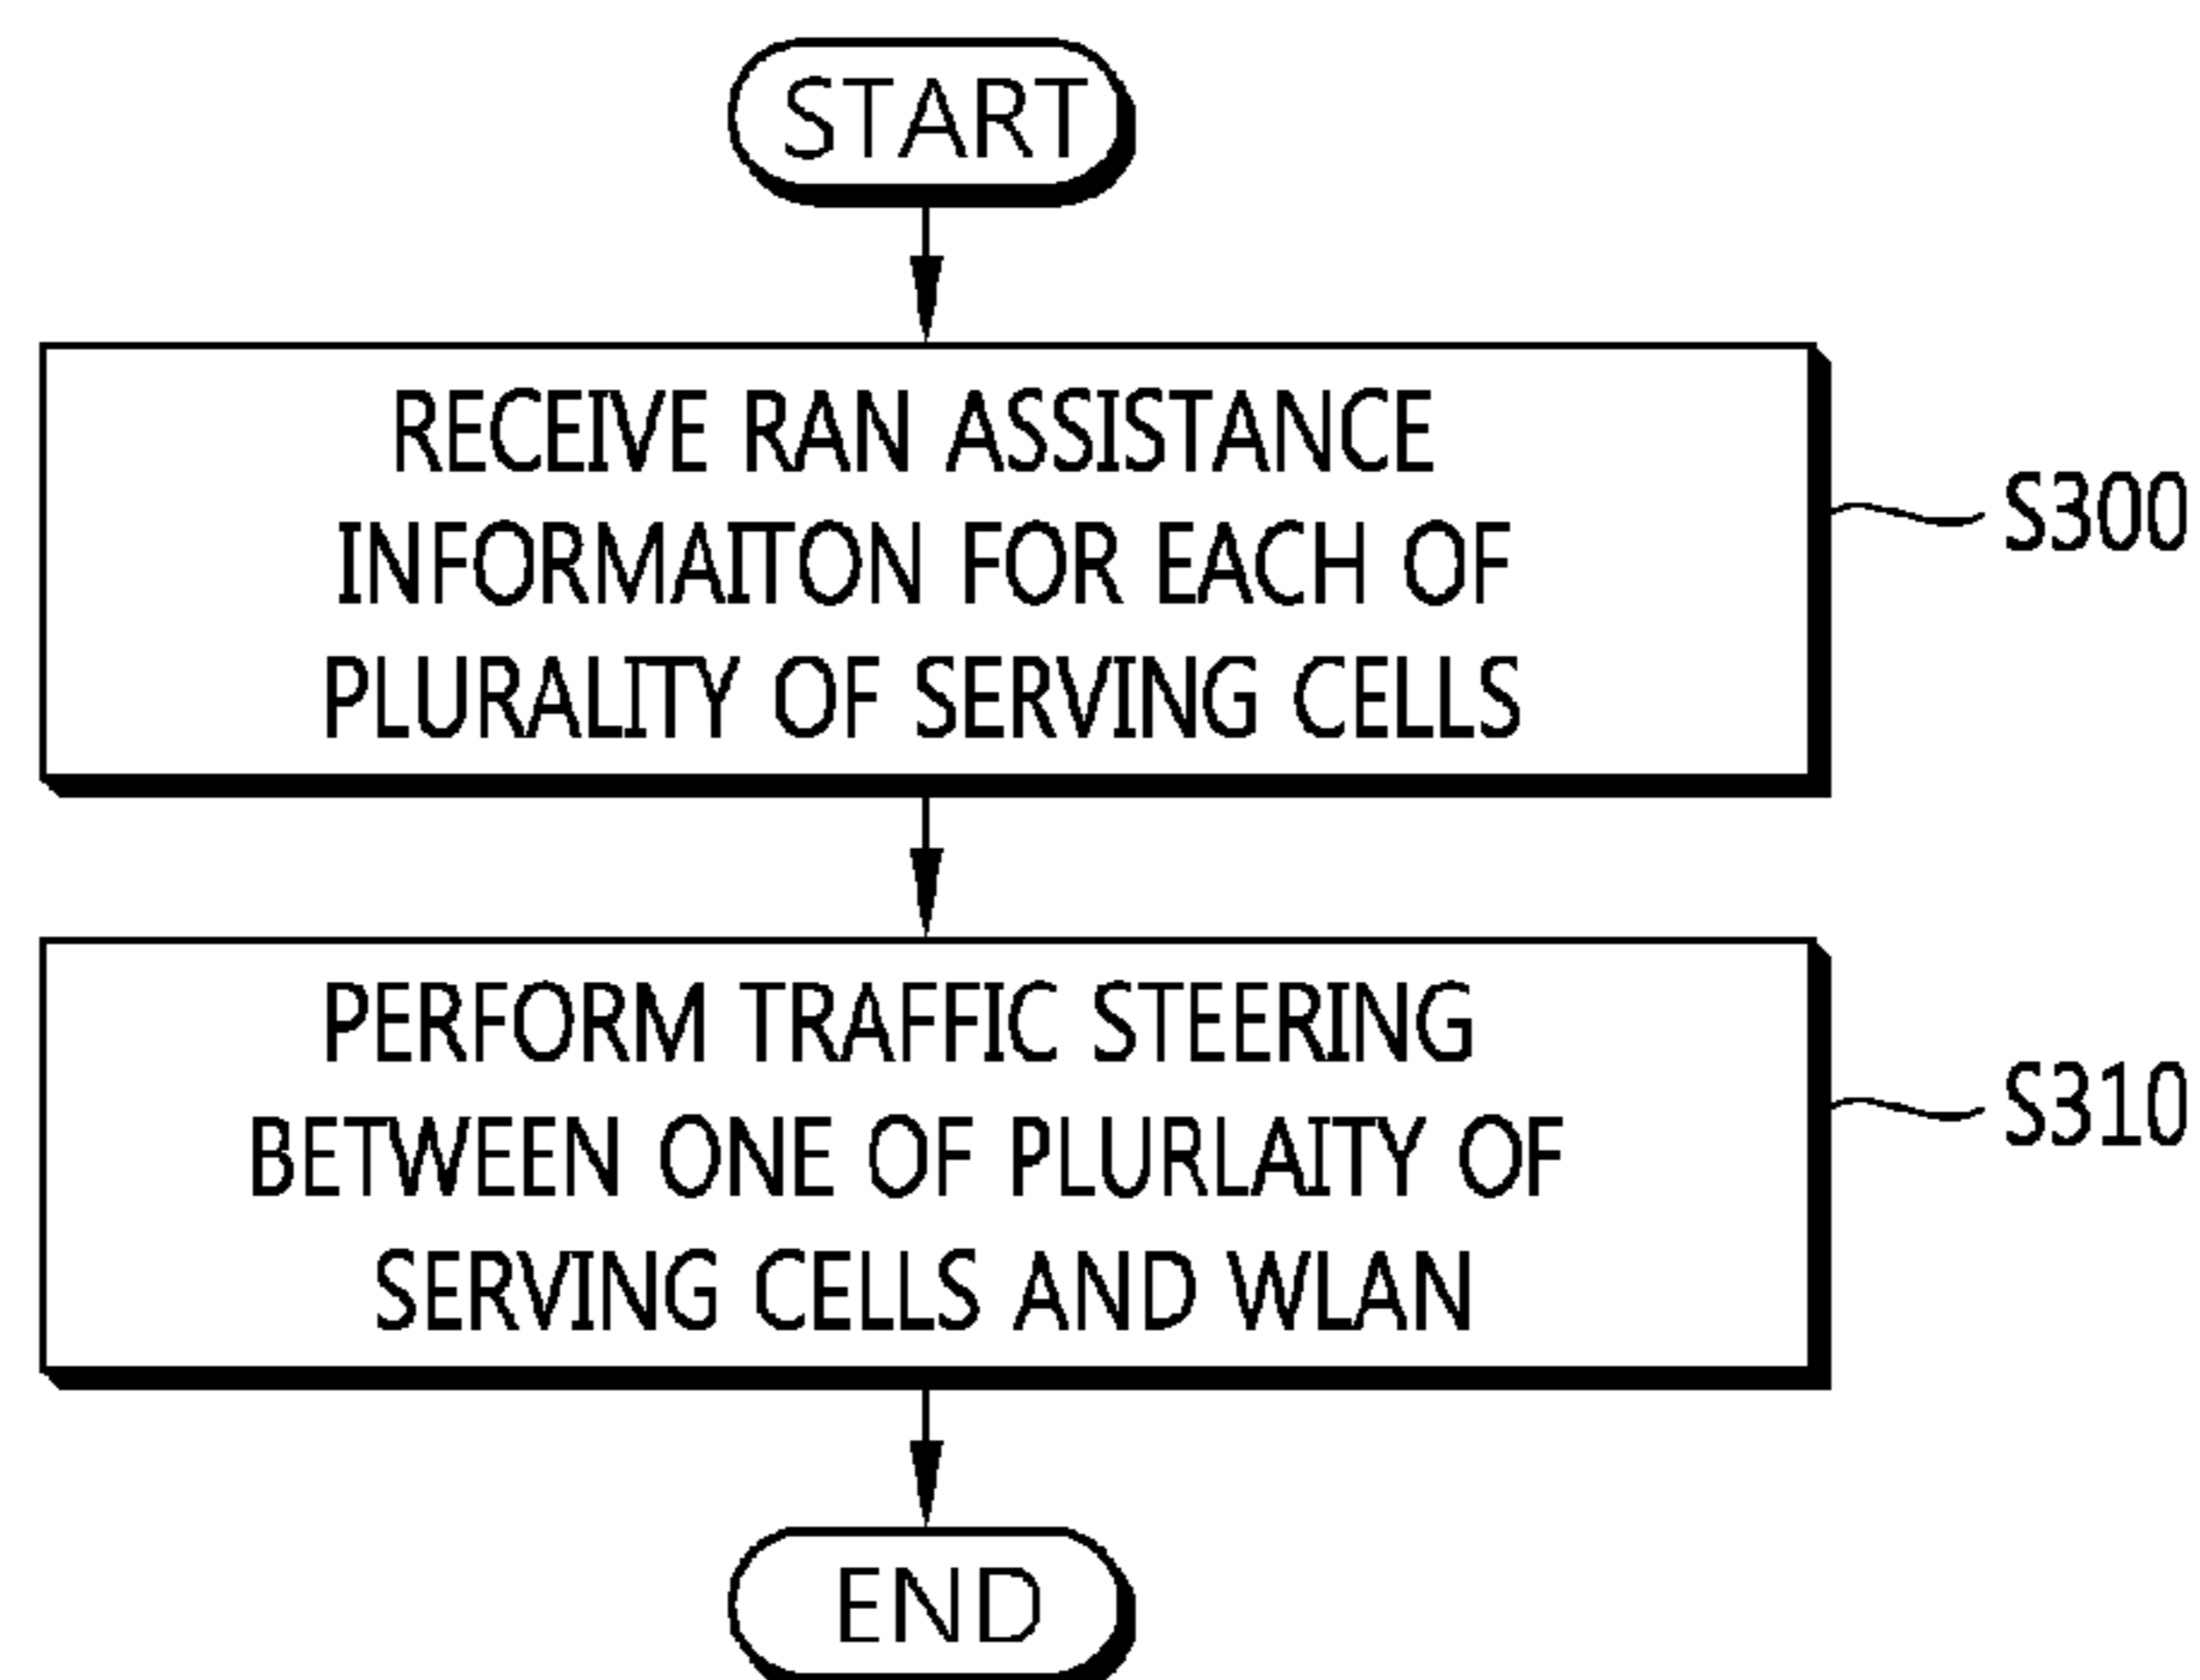 START
RECEIVE RAN ASSISTANCE
INFORMAITON FOR EACH OF
PLURALITY OF SERVING CELLS
S300
PERFORM TRAFFIC STEERING
BETWEEN ONE OF PLURLAITY OF
SERVING CELLS AND WLAN
S310
END